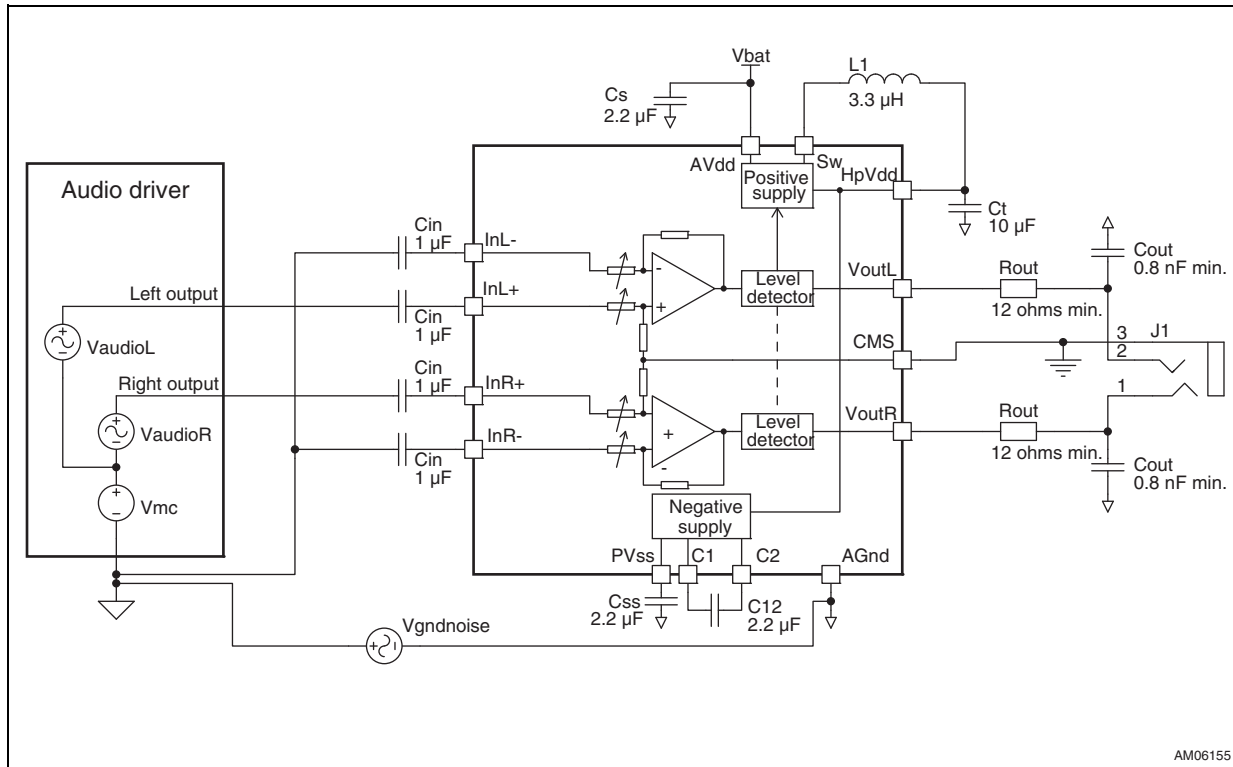 Vbat
L1
3.3 µH
Cs
2.2 µF
AVdd
Sw
HpVdd
Positive
supply
Ct
10 µF
Audio driver
Cin
1 µF
InL-
-
Level
detector
VoutL
Rout
12 ohms min.
Cout
0.8 nF min.
Left output
Cin
1 µF
InL+
+
+
-
VaudioL
CMS
3
J1
2
Right output
Cin
1 µF
InR+
1
+
-
VaudioR
+
Level
detector
VoutR
Rout
12 ohms min.
Cin
1 µF
InR-
-
Cout
0.8 nF min.
+
-
Vmc
Negative
supply
PVss
C1
C2
AGnd
Css
2.2 µF
C12
2.2 µF
Vgndnoise
+
-
AM06155